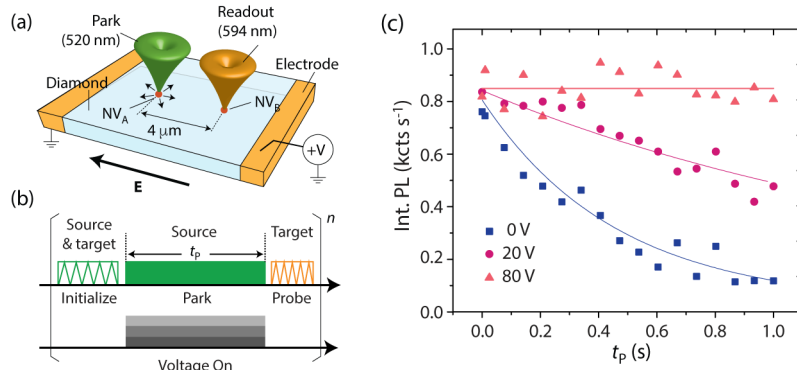 (a)
Park
(520 nm)
Readout
(594 nm)
Electrode
Diamond
NV_A
NV_B
4 μm
+V
E
(b)
n
Source
& target
Source
Target
t_P
Initialize
Park
Probe
Voltage On
(c)
Int. PL (kcts s⁻¹)
1.0
0.8
0.6
0.4
0.2
0.0
0 V
20 V
80 V
0.0 0.2 0.4 0.6 0.8 1.0
t_P (s)